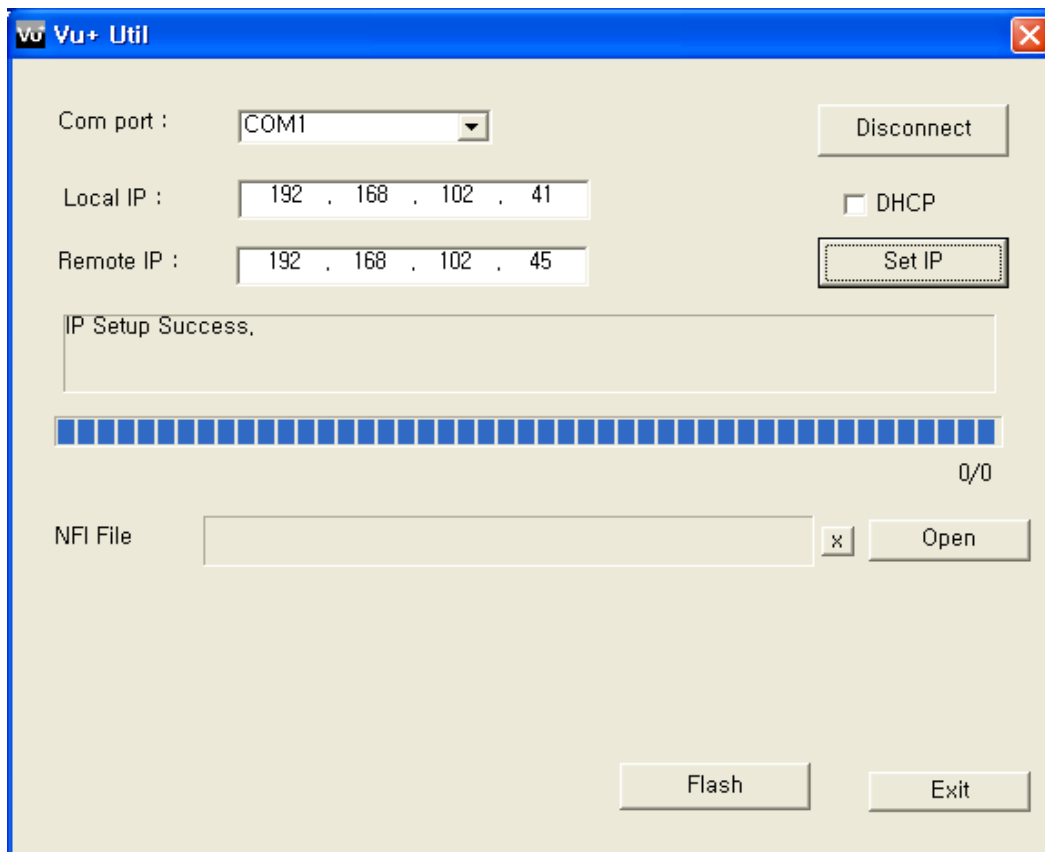 Vu+ Vu+ Util
Com port : COM1 Disconnect
Local IP : 192 . 168 . 102 . 41 DHCP
Remote IP : 192 . 168 . 102 . 45 Set IP
IP Setup Success,
0/0
NFI File x Open
Flash Exit